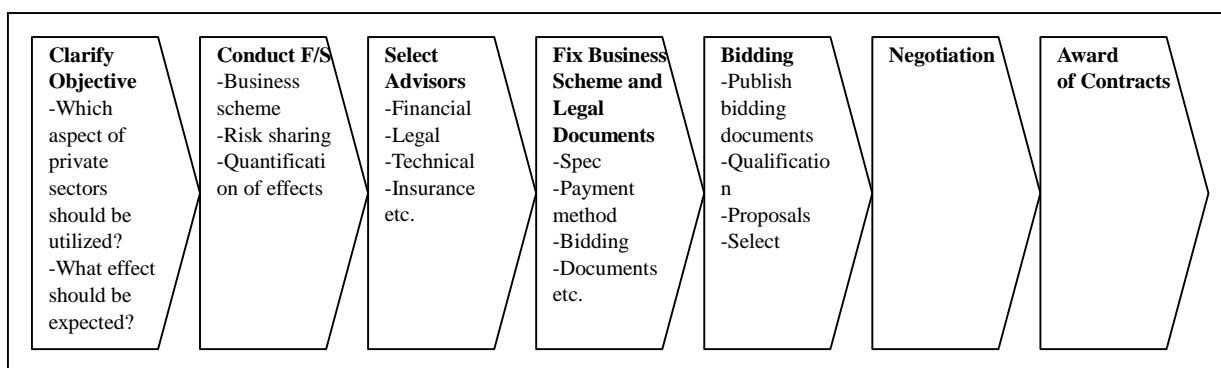 Clarify
Objective
-Which
aspect of
private
sectors
should be
utilized?
-What effect
should be
expected?
Conduct F/S
-Business
scheme
-Risk sharing
-Quantificati
on of effects
Select
Advisors
-Financial
-Legal
-Technical
-Insurance
etc.
Fix Business
Scheme and
Legal
Documents
-Spec
-Payment
method
-Bidding
-Documents
etc.
Bidding
-Publish
bidding
documents
-Qualificatio
n
-Proposals
-Select
Negotiation
Award
of Contracts